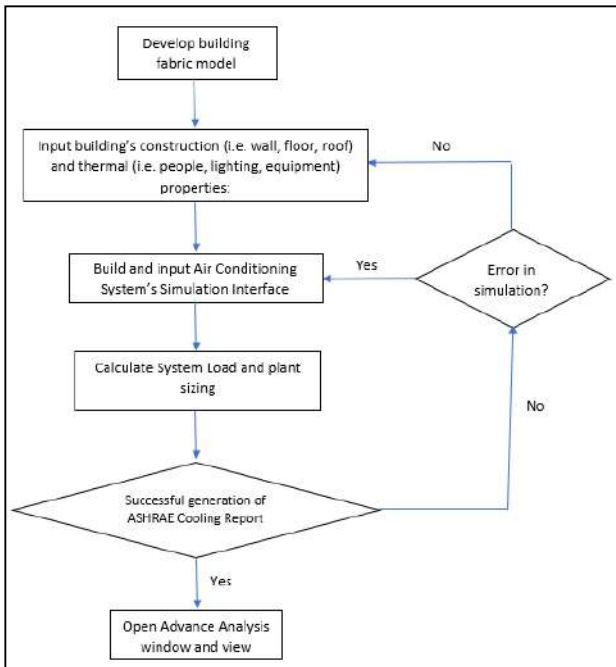 Develop building
fabric model
Input building's construction (i.e. wall, floor, roof)
and thermal (i.e. people, lighting, equipment)
properties:
No
Build and input Air Conditioning
System's Simulation Interface
Yes
Error in
simulation?
Calculate System Load and plant
sizing
No
Successful generation of
ASHRAE Cooling Report
Yes
Open Advance Analysis
window and view